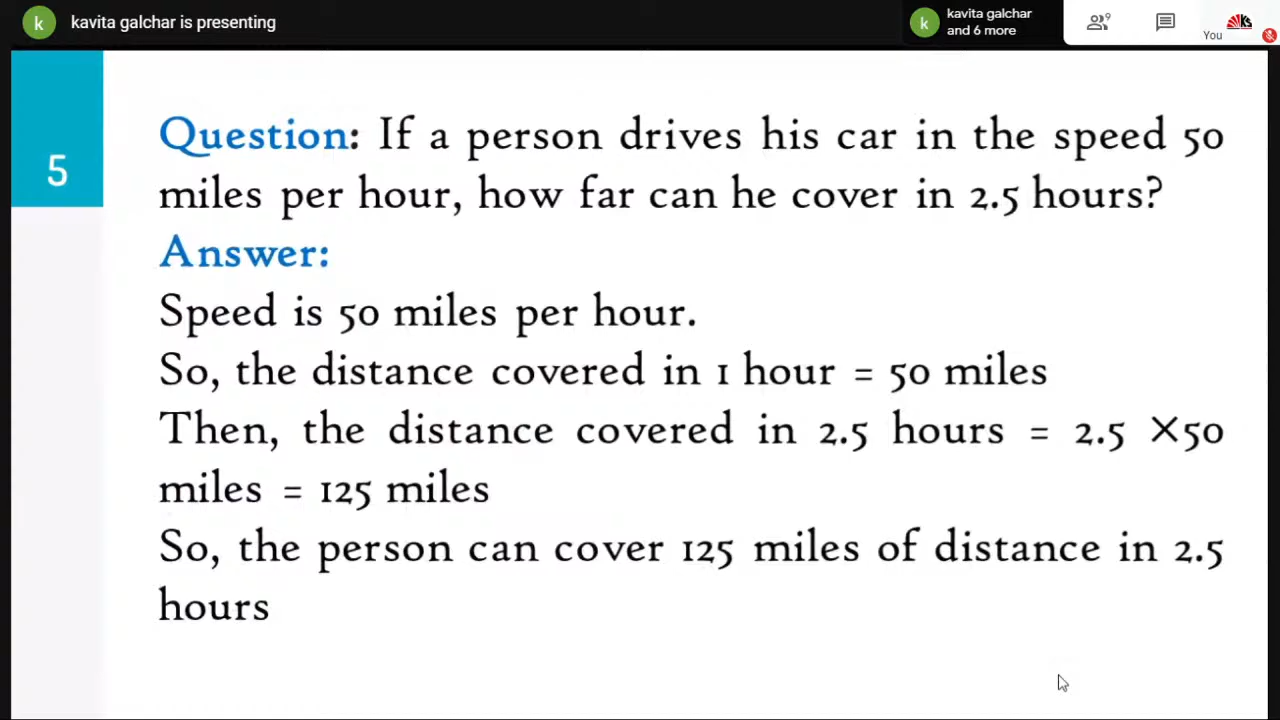 k kavita galchar is presenting
k kavita galchar
and 6 more
9
ks
You
5
Question: If a person drives his car in the speed 50
miles per hour, how far can he cover in 2.5 hours?
Answer:
Speed is 50 miles per hour.
So, the distance covered in 1 hour = 50 miles
Then, the distance covered in 2.5 hours = 2.5 ×50
miles = 125 miles
So, the person can cover 125 miles of distance in 2.5
hours